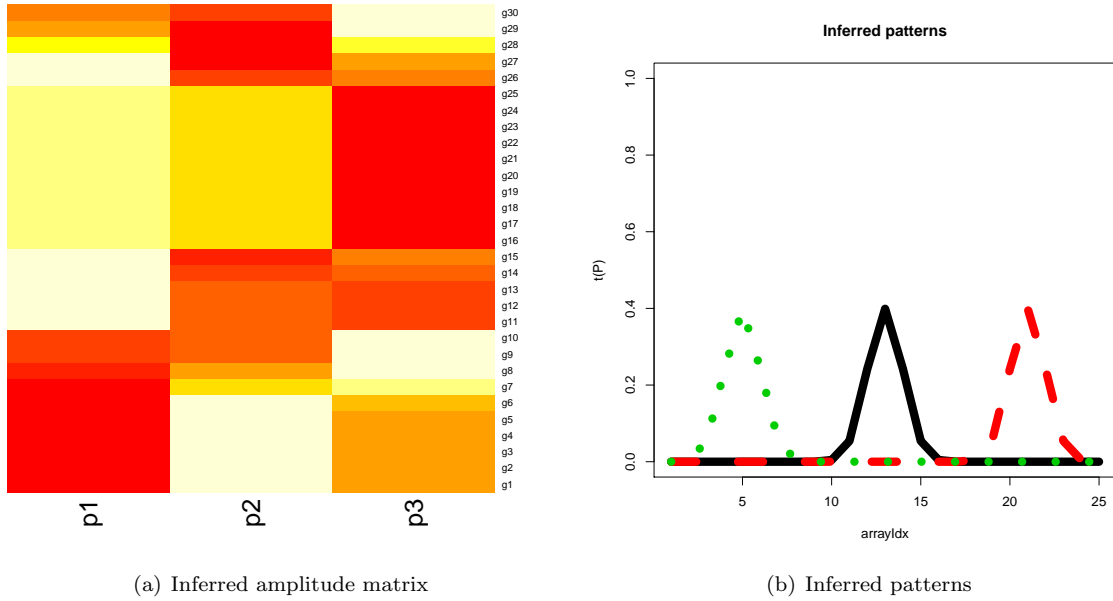 g30
g29
g28
g27
g26
g25
g24
g23
g22
g21
g20
g19
g18
g17
g16
g15
g14
g13
g12
g11
g10
g9
g8
g7
g6
g5
g4
g3
g2
g1
p1 p2 p3
(a) Inferred amplitude matrix
Inferred patterns
1.0
0.8
0.6
0.4
0.2
0.0
t(P)
5 10 15 20 25
arrayIdx
(b) Inferred patterns